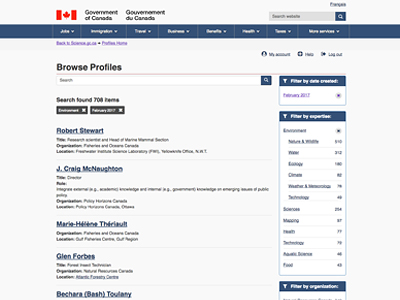 Français
Government of Canada
Gouvernement du Canada
Search website
Jobs
Immigration
Travel
Business
Benefits
Health
Taxes
More services
Back to Science.gc.ca
Profiles Home
My account
Help
Log out
Browse Profiles
Search
Search found 708 items
Environment
February 2017
Robert Stewart
Title: Research scientist and Head of Marine Mammal Section
Organization: Fisheries and Oceans Canada
Location: Freshwater Institute Science Laboratory (FWI), Yellowknife Office, N.W.T.
J. Craig McNaughton
Title: Director
Role:
Integrate external (e.g., academic) knowledge and internal (e.g., government) knowledge on emerging issues of public
policy
Organization: Policy Horizons Canada
Location: Policy Horizons Canada, Ottawa
Marie-Hélène Thériault
Organization: Fisheries and Oceans Canada
Location: Gulf Fisheries Centre, Gulf Region
Glen Forbes
Title: Forest Insect Technician
Organization: Natural Resources Canada
Location: Atlantic Forestry Centre
Bechara (Bash) Toulany
Filter by date created:
February 2017
Filter by expertise:
Environment
Nature & Wildlife 510
Water 312
Ecology 180
Climate 82
Weather & Meteorology 76
Technology 49
Sciences 254
Mapping 97
Health 77
Technology 75
Aquatic Science 46
Food 43
Filter by organization: